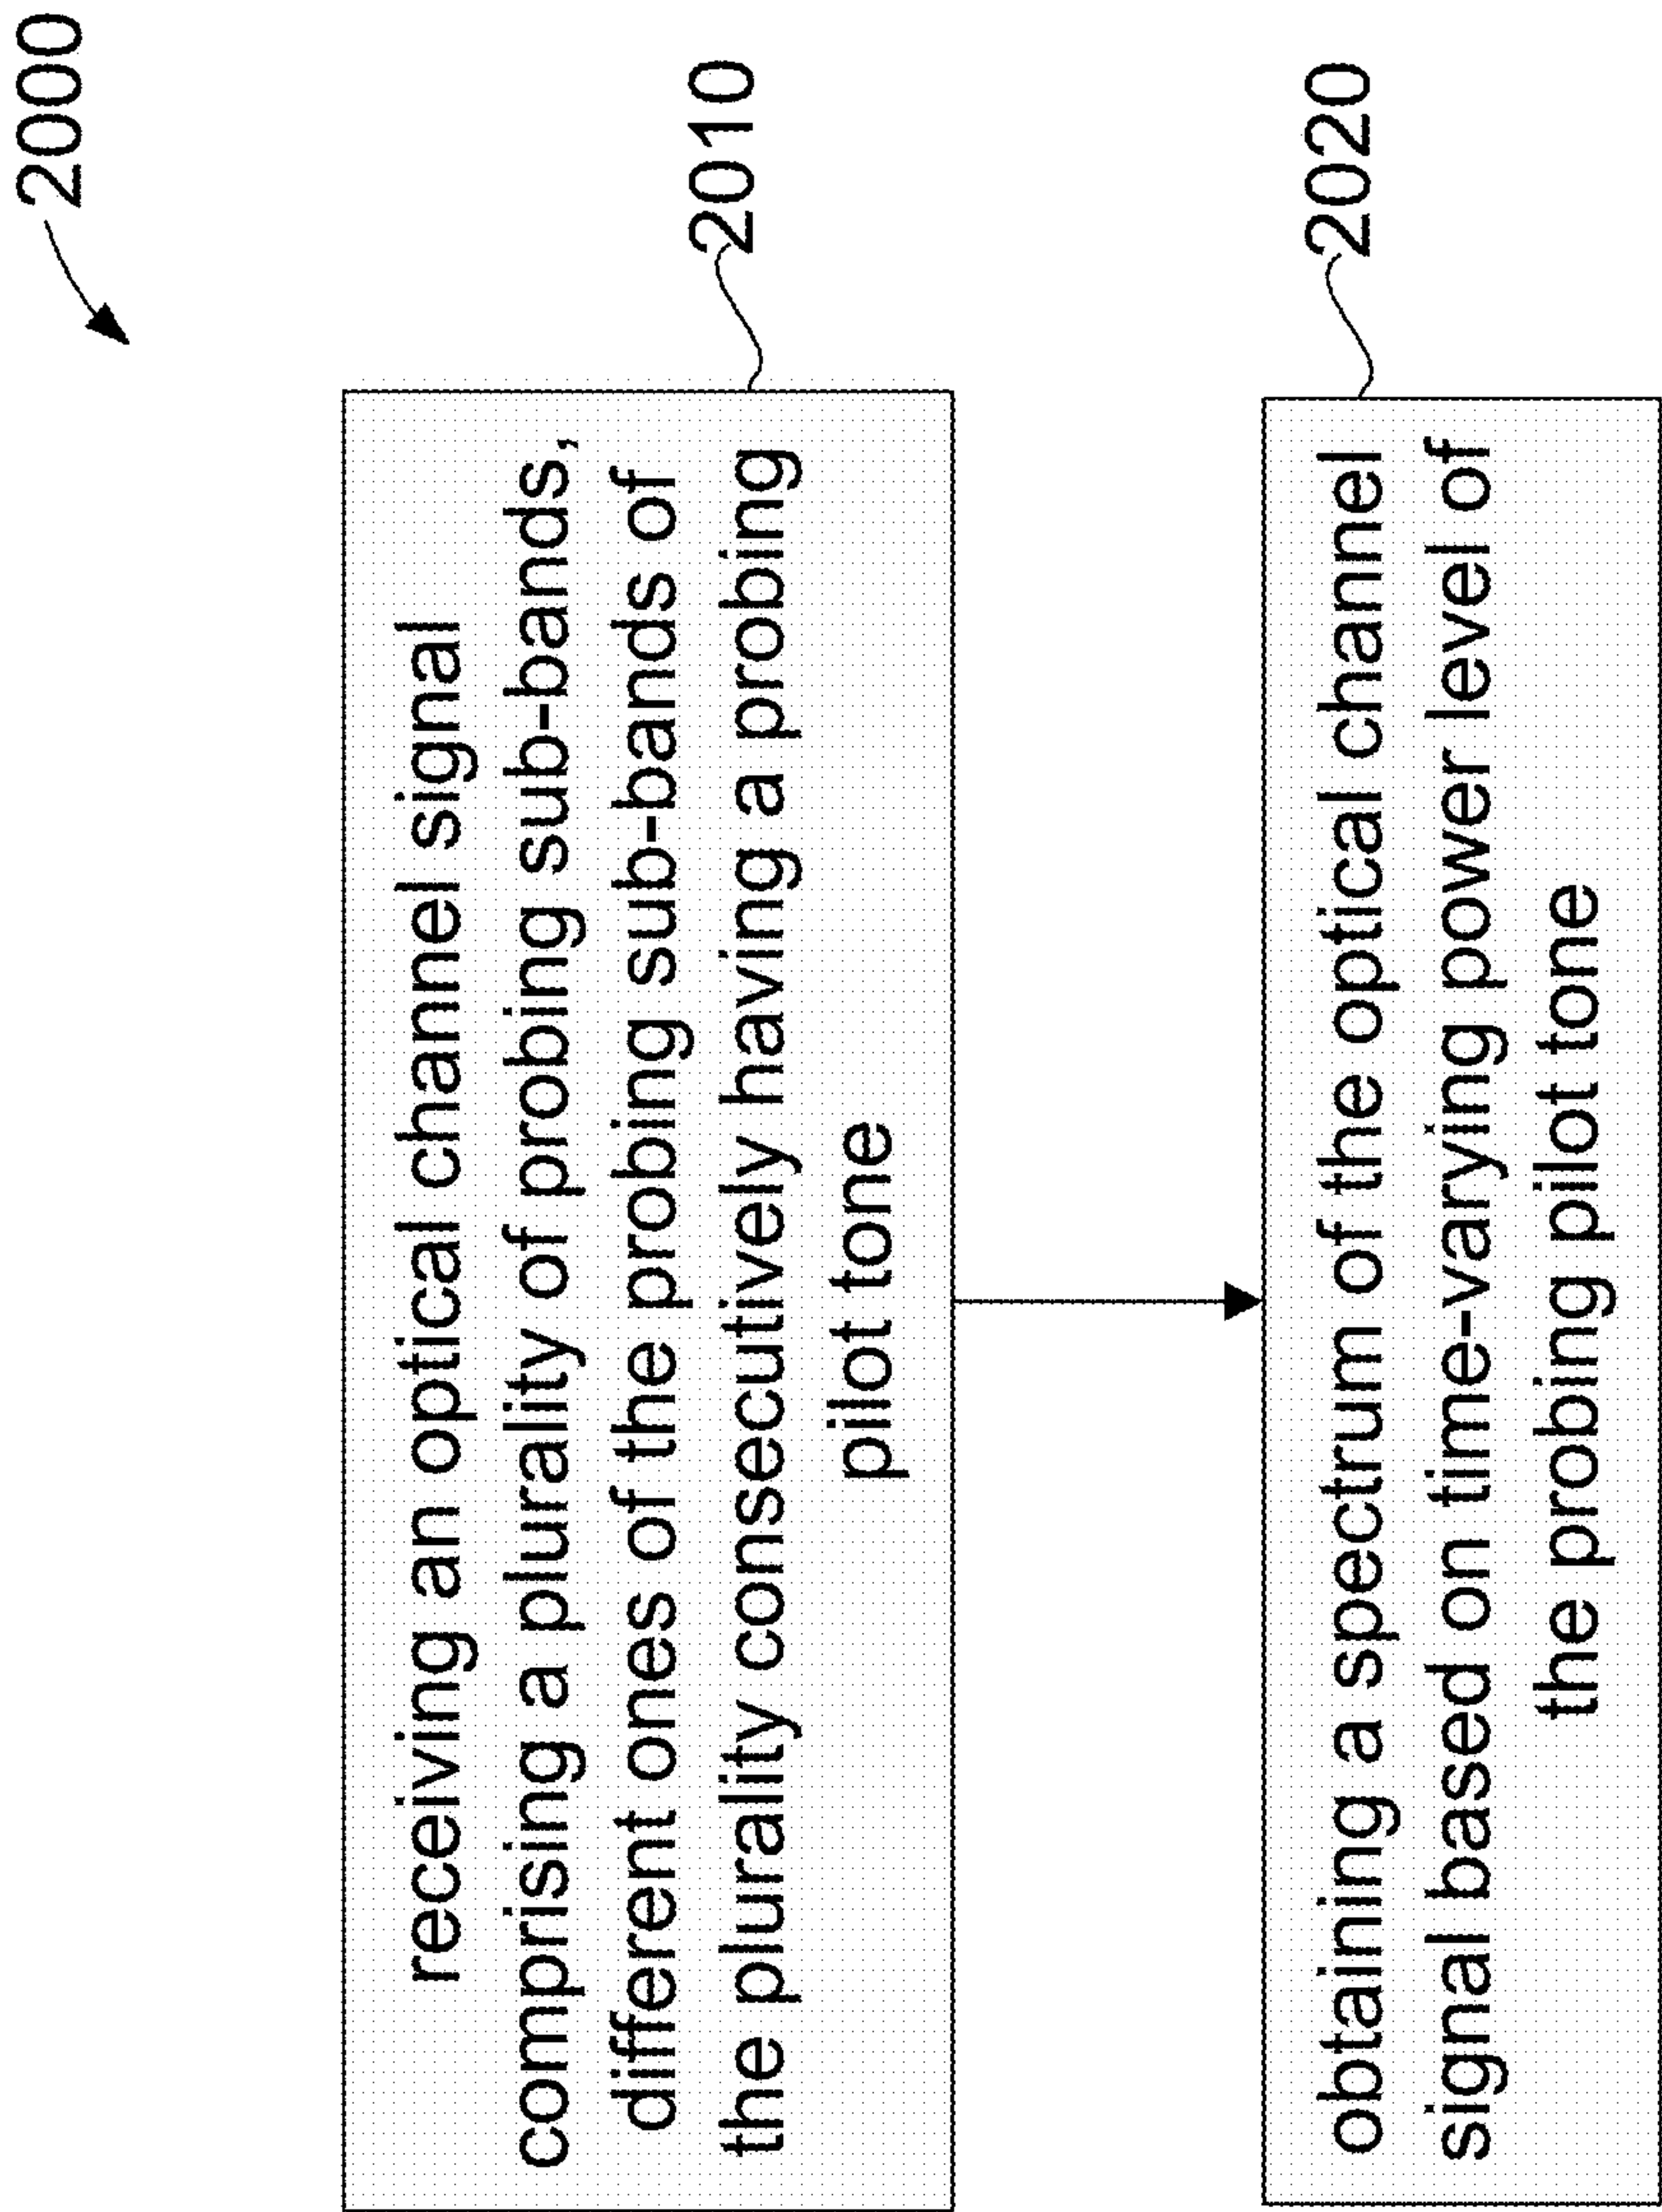 2000
receiving an optical channel signal
comprising a plurality of probing sub-bands,
different ones of the probing sub-bands of
the plurality consecutively having a probing
pilot tone
2010
obtaining a spectrum of the optical channel
signal based on time-varying power level of
the probing pilot tone
2020